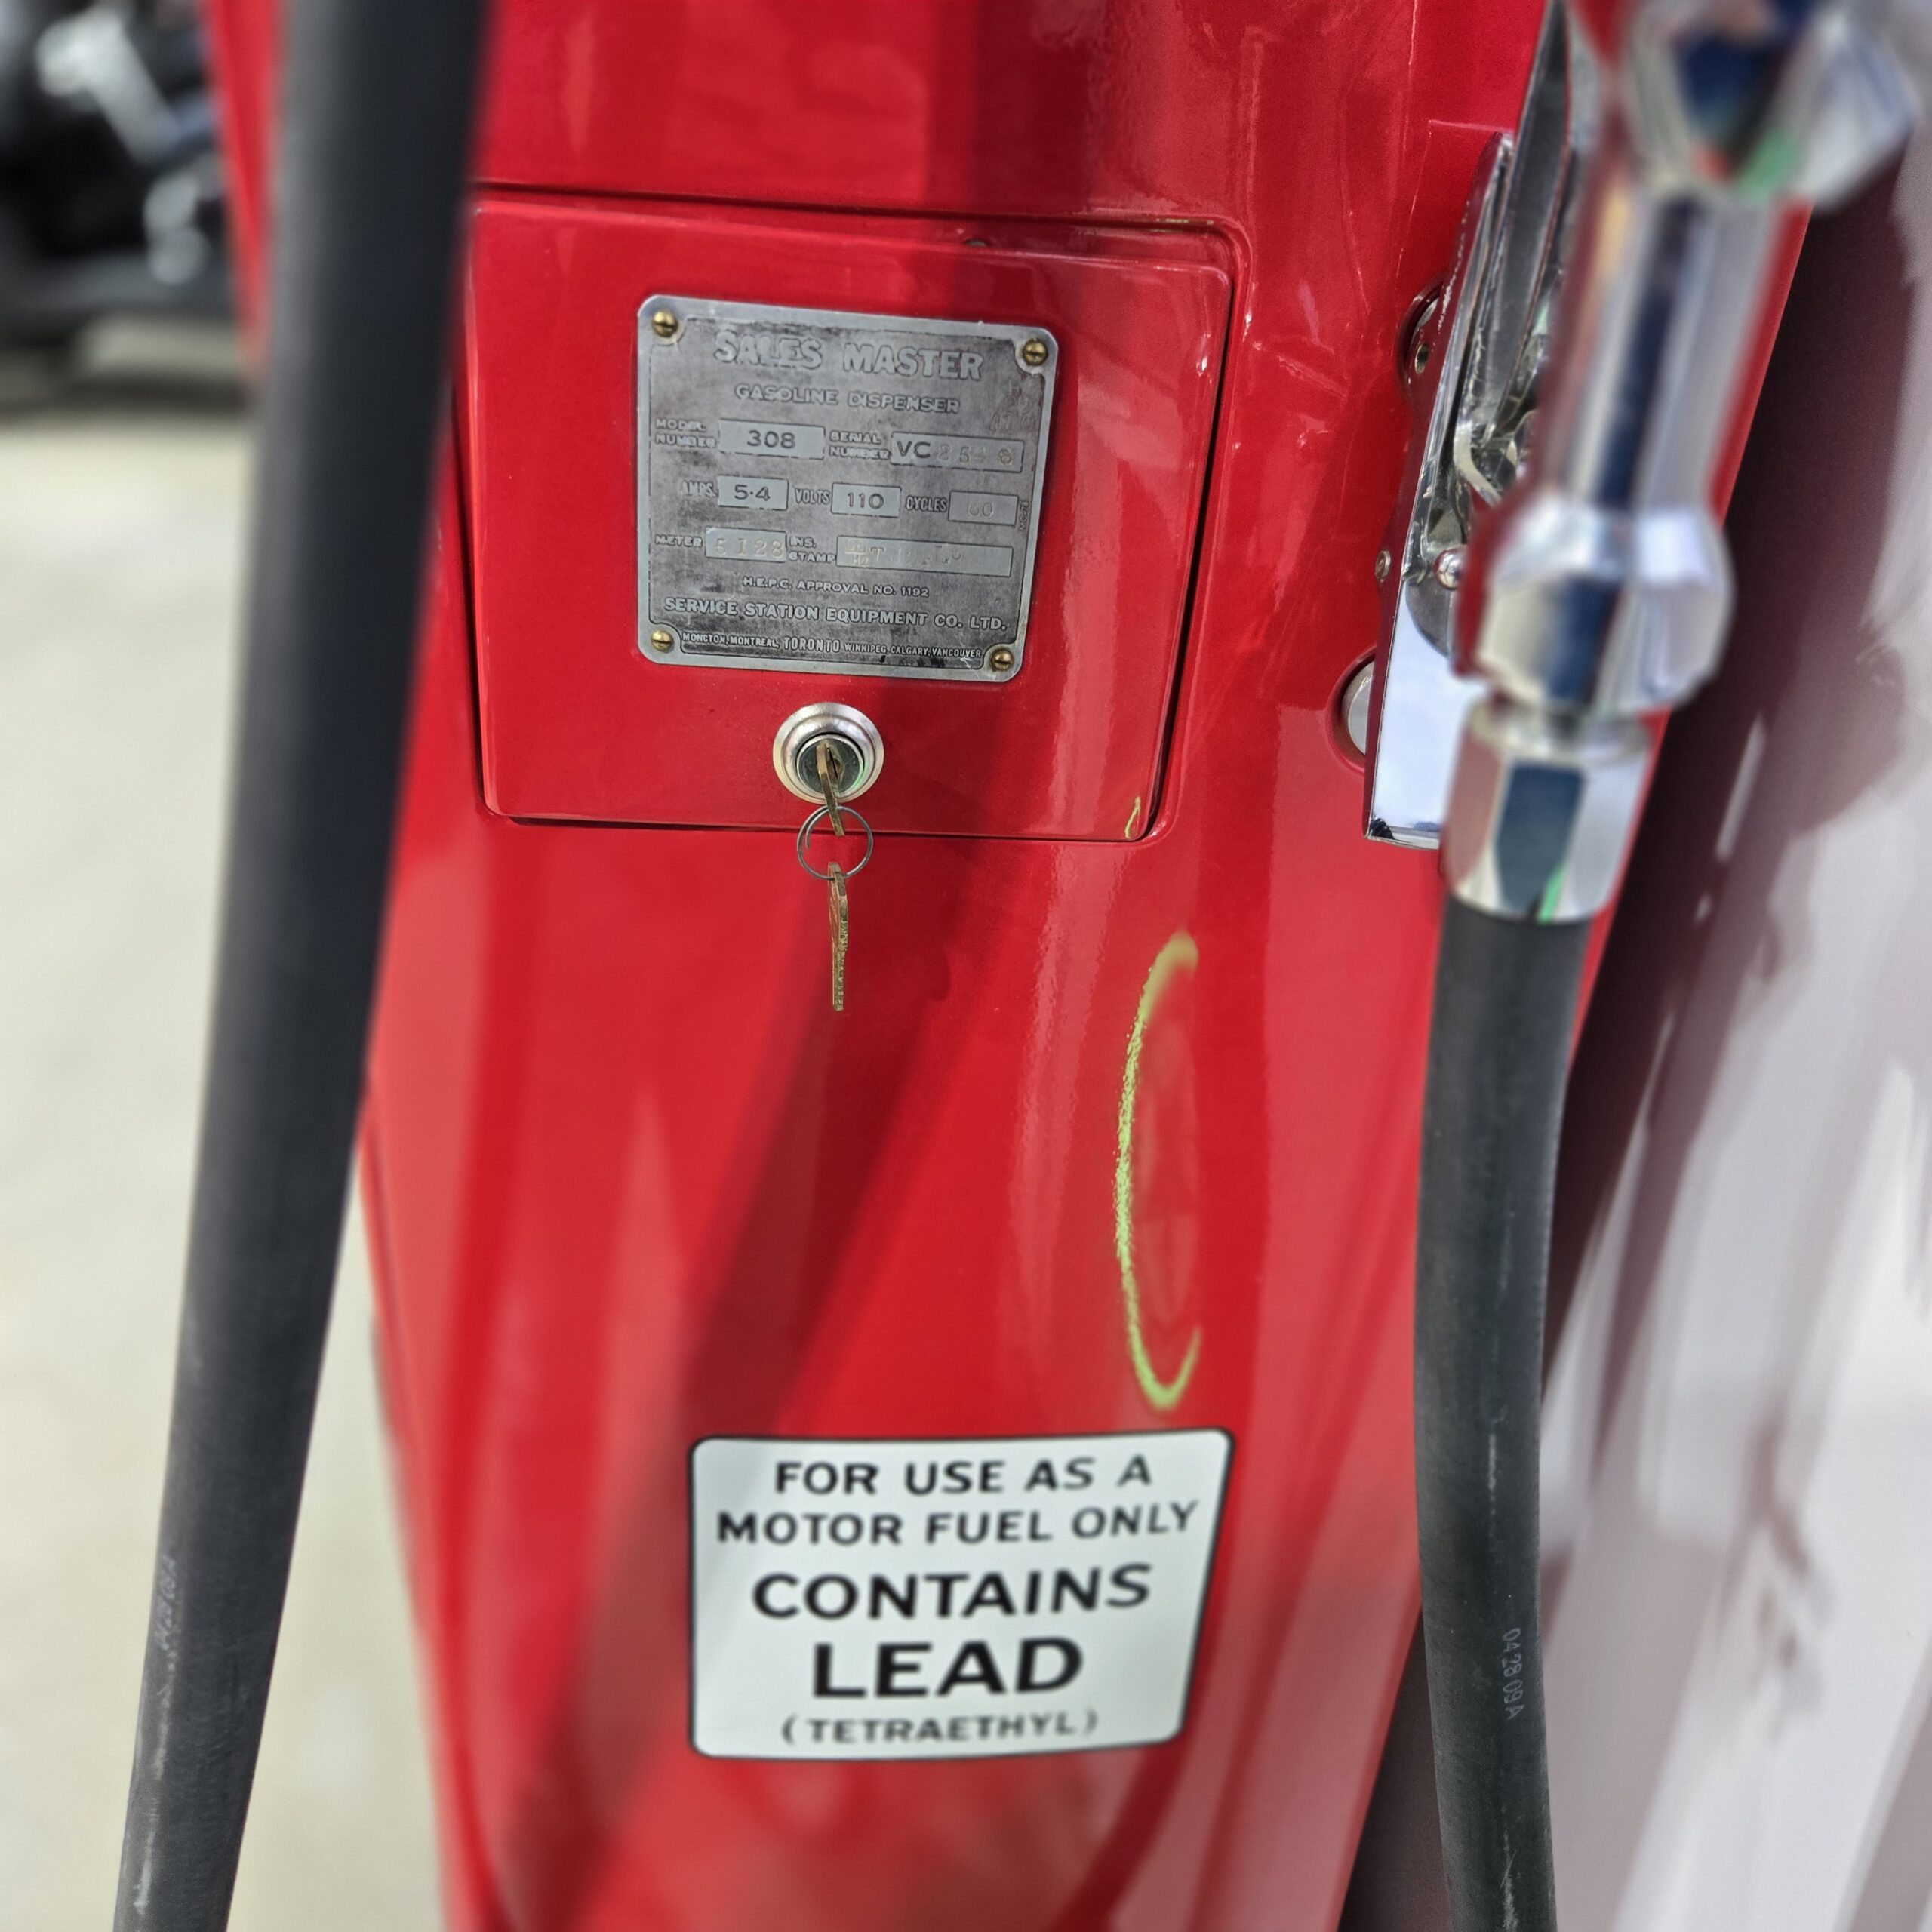 SALES MASTER
GASOLINE DISPENSER
MODEL NUMBER 308 SERIAL NUMBER VC
AMPS. 5·4 VOLTS 110 CYCLES 60
METER INS. STAMP
H.E.P.C. APPROVAL NO. 1192
SERVICE STATION EQUIPMENT CO. LTD.
MONCTON, MONTREAL, TORONTO WINNIPEG, CALGARY, VANCOUVER
FOR USE AS A
MOTOR FUEL ONLY
CONTAINS
LEAD
(TETRAETHYL)
042809A